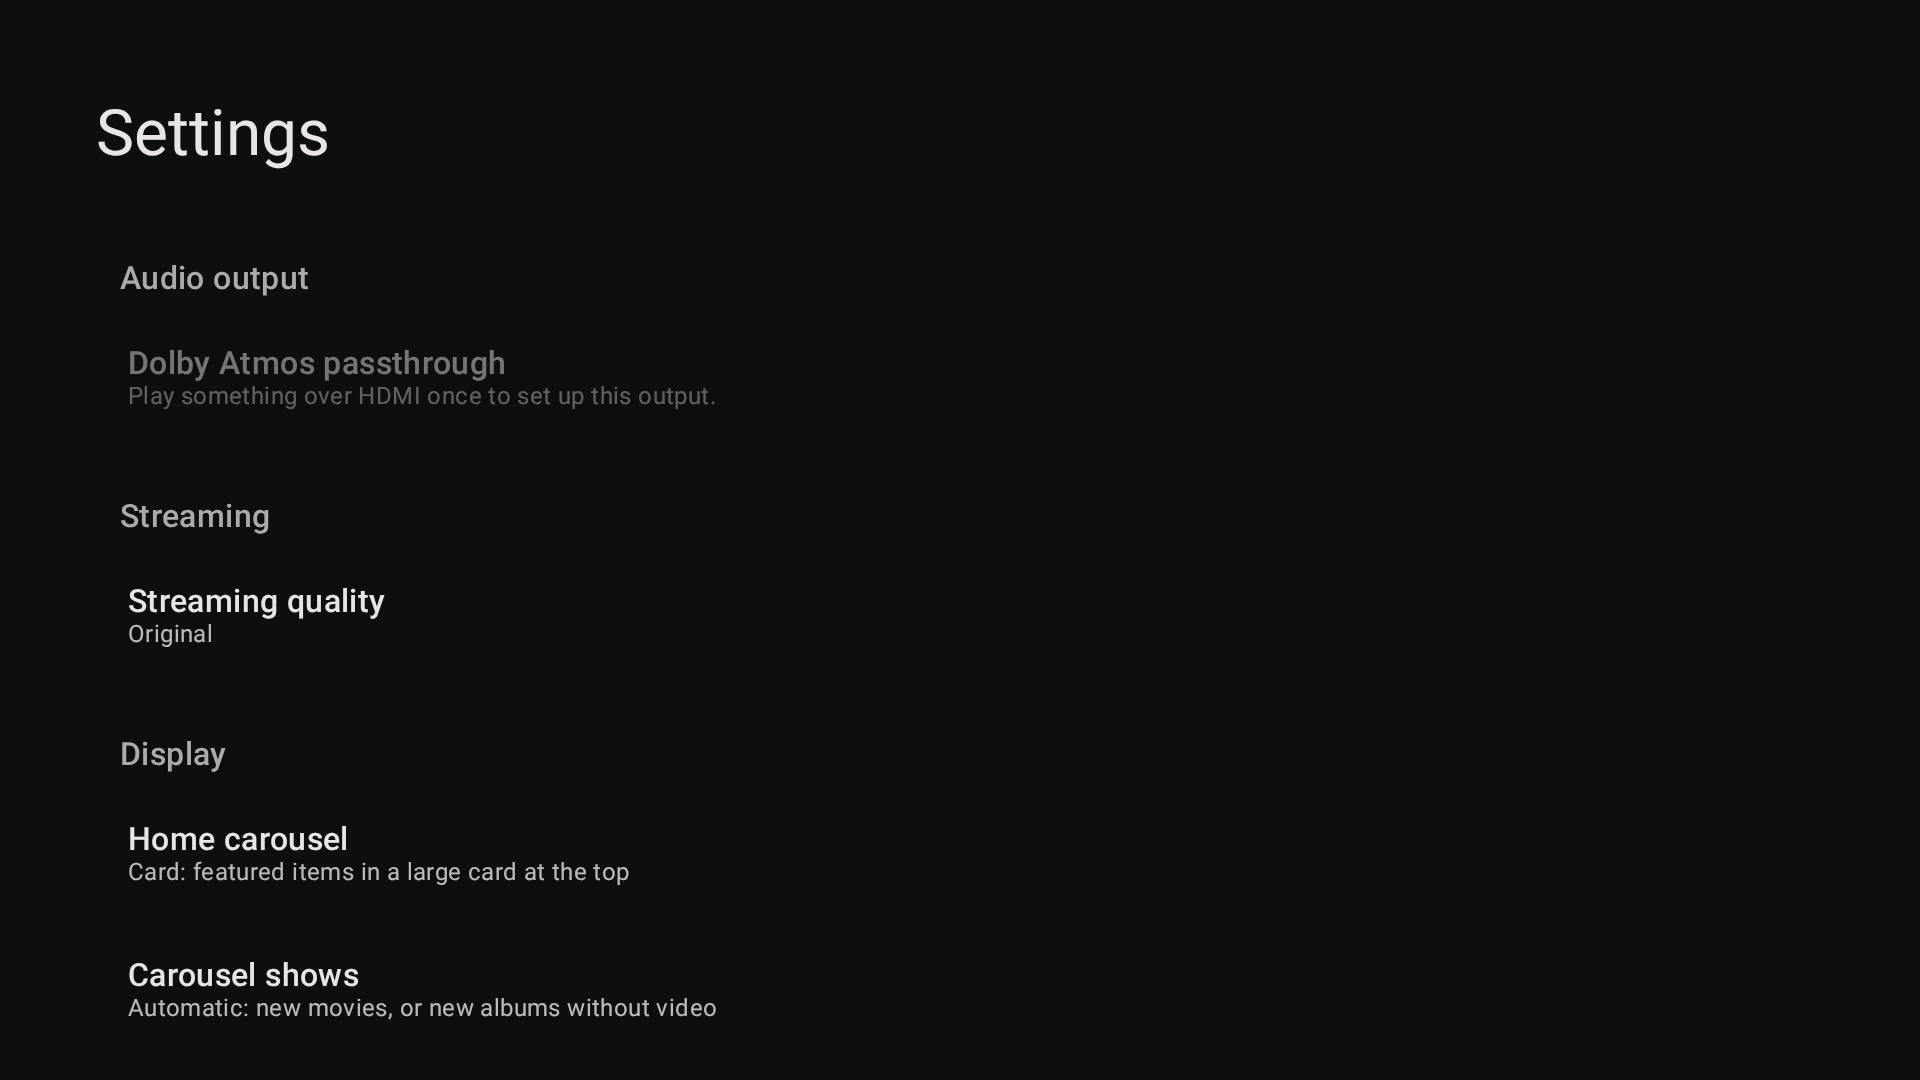 Settings
Audio output
Dolby Atmos passthrough
Play something over HDMI once to set up this output.
Streaming
Streaming quality
Original
Display
Home carousel
Card: featured items in a large card at the top
Carousel shows
Automatic: new movies, or new albums without video